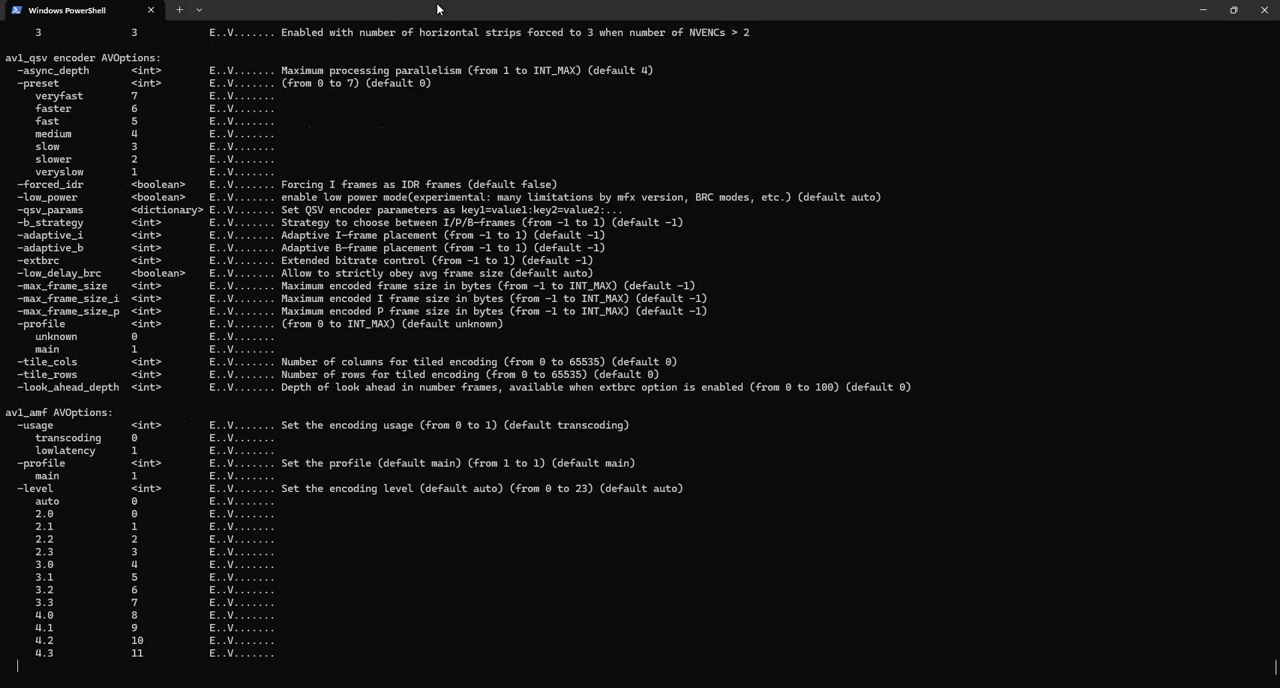 Windows PowerShell
3 3 E..V....... Enabled with number of horizontal strips forced to 3 when number of NVENCs > 2
av1_qsv encoder AVOptions:
-async_depth <int> E..V....... Maximum processing parallelism (from 1 to INT_MAX) (default 4)
-preset <int> E..V....... (from 0 to 7) (default 0)
veryfast 7 E..V.......
faster 6 E..V.......
fast 5 E..V.......
medium 4 E..V.......
slow 3 E..V.......
slower 2 E..V.......
veryslow 1 E..V.......
-forced_idr <boolean> E..V....... Forcing I frames as IDR frames (default false)
-low_power <boolean> E..V....... enable low power mode(experimental: many limitations by mfx version, BRC modes, etc.) (default auto)
-qsv_params <dictionary> E..V....... Set QSV encoder parameters as key1=value1:key2=value2:...
-b_strategy <int> E..V....... Strategy to choose between I/P/B-frames (from -1 to 1) (default -1)
-adaptive_i <int> E..V....... Adaptive I-frame placement (from -1 to 1) (default -1)
-adaptive_b <int> E..V....... Adaptive B-frame placement (from -1 to 1) (default -1)
-extbrc <int> E..V....... Extended bitrate control (from -1 to 1) (default -1)
-low_delay_brc <boolean> E..V....... Allow to strictly obey avg frame size (default auto)
-max_frame_size <int> E..V....... Maximum encoded frame size in bytes (from -1 to INT_MAX) (default -1)
-max_frame_size_i <int> E..V....... Maximum encoded I frame size in bytes (from -1 to INT_MAX) (default -1)
-max_frame_size_p <int> E..V....... Maximum encoded P frame size in bytes (from -1 to INT_MAX) (default -1)
-profile <int> E..V....... (from 0 to INT_MAX) (default unknown)
unknown 0 E..V.......
main 1 E..V.......
-tile_cols <int> E..V....... Number of columns for tiled encoding (from 0 to 65535) (default 0)
-tile_rows <int> E..V....... Number of rows for tiled encoding (from 0 to 65535) (default 0)
-look_ahead_depth <int> E..V....... Depth of look ahead in number frames, available when extbrc option is enabled (from 0 to 100) (default 0)
av1_amf AVOptions:
-usage <int> E..V....... Set the encoding usage (from 0 to 1) (default transcoding)
transcoding 0 E..V.......
lowlatency 1 E..V.......
-profile <int> E..V....... Set the profile (default main) (from 1 to 1) (default main)
main 1 E..V.......
-level <int> E..V....... Set the encoding level (default auto) (from 0 to 23) (default auto)
auto 0 E..V.......
2.0 0 E..V.......
2.1 1 E..V.......
2.2 2 E..V.......
2.3 3 E..V.......
3.0 4 E..V.......
3.1 5 E..V.......
3.2 6 E..V.......
3.3 7 E..V.......
4.0 8 E..V.......
4.1 9 E..V.......
4.2 10 E..V.......
4.3 11 E..V.......